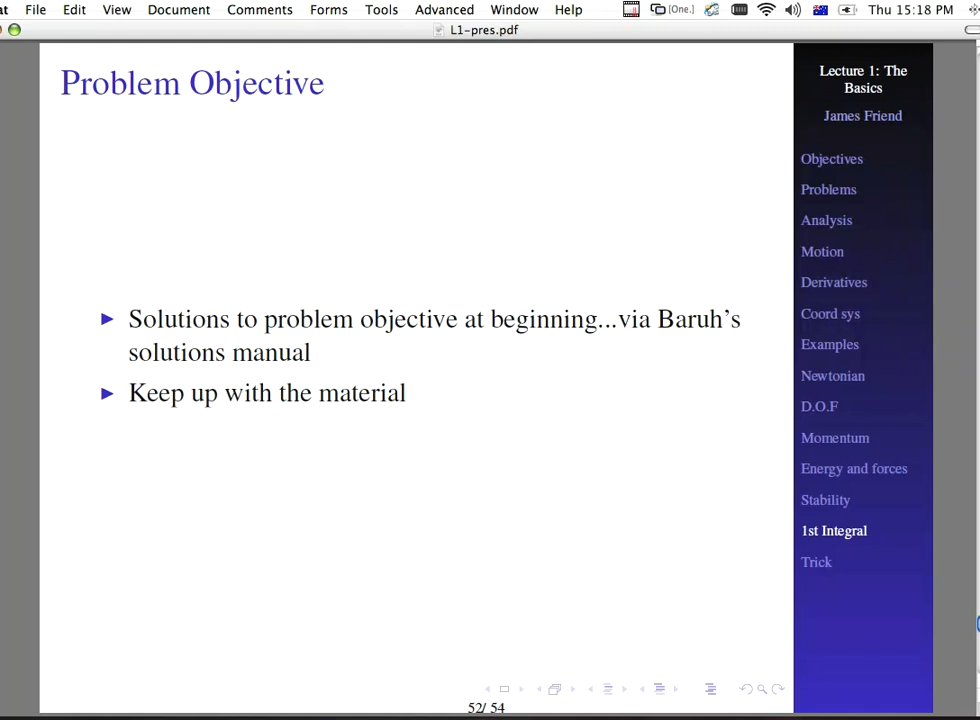 at File Edit View Document Comments Forms Tools Advanced Window Help [One.] Thu 15:18 PM
L1-pres.pdf
Problem Objective
► Solutions to problem objective at beginning...via Baruh's
solutions manual
► Keep up with the material
52/ 54
Lecture 1: The
Basics
James Friend
Objectives
Problems
Analysis
Motion
Derivatives
Coord sys
Examples
Newtonian
D.O.F
Momentum
Energy and forces
Stability
1st Integral
Trick